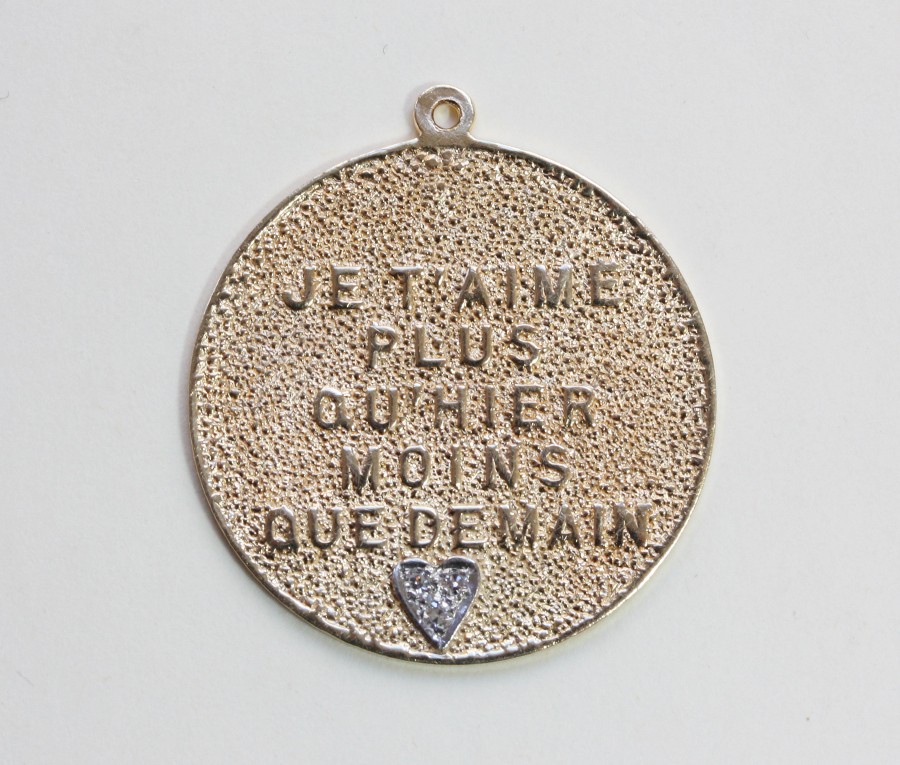 JE T'AIME
PLUS
QU'HIER
MOINS
QUE DEMAIN